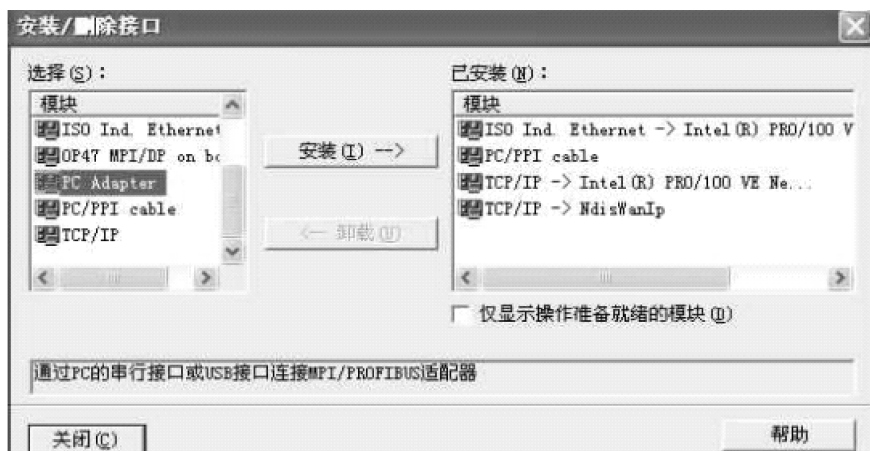 安装/删除接口
选择(S)：
模块
ISO Ind. Ethernet
OP47 MPI/DP on bo
PC Adapter
PC/PPI cable
TCP/IP
安装(I) -->
<-- 卸载(U)
已安装(N)：
模块
ISO Ind. Ethernet -> Intel(R) PRO/100 V
PC/PPI cable
TCP/IP -> Intel(R) PRO/100 VE Ne...
TCP/IP -> NdisWanIp
仅显示操作准备就绪的模块(D)
通过PC的串行接口或USB接口连接MPI/PROFIBUS适配器
关闭(C)
帮助